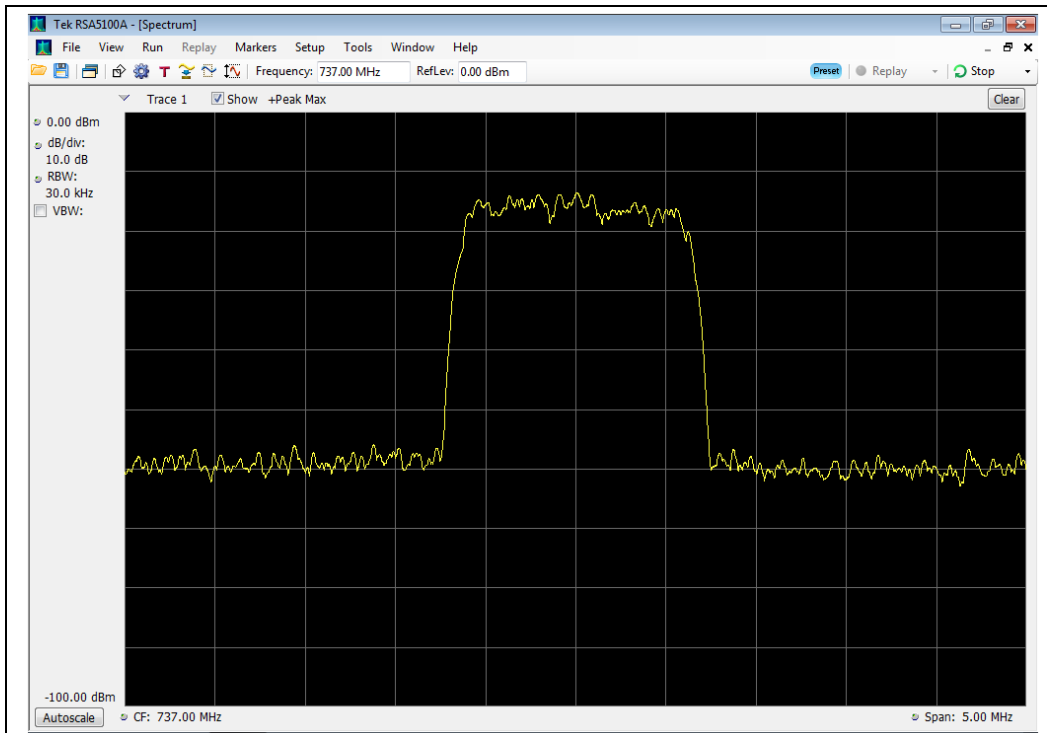 Tek RSA5100A - [Spectrum]
File View Run Replay Markers Setup Tools Window Help
T Frequency: 737.00 MHz RefLev: 0.00 dBm Preset Replay Stop
Trace 1 Show +Peak Max Clear
0.00 dBm
dB/div:
10.0 dB
RBW:
30.0 kHz
VBW:
-100.00 dBm
Autoscale CF: 737.00 MHz Span: 5.00 MHz